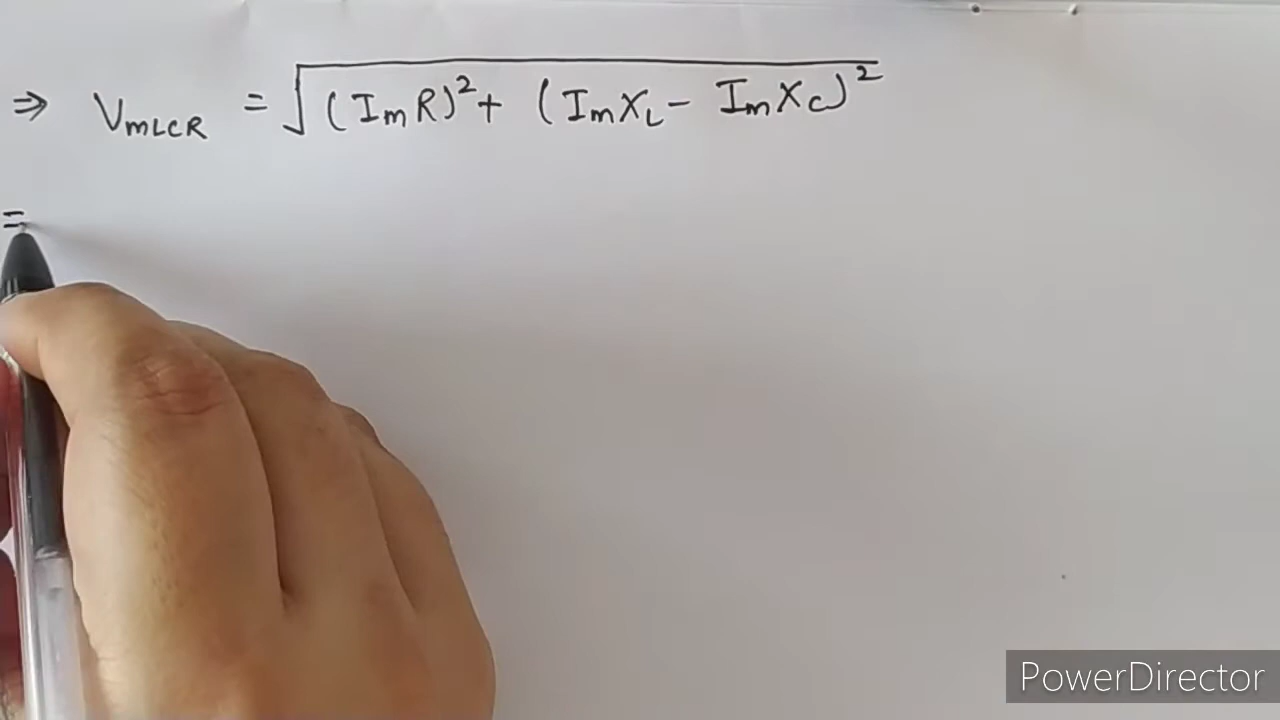 ⇒ VmLCR = √(ImR)² + (ImXL - ImXC)²
=
PowerDirector